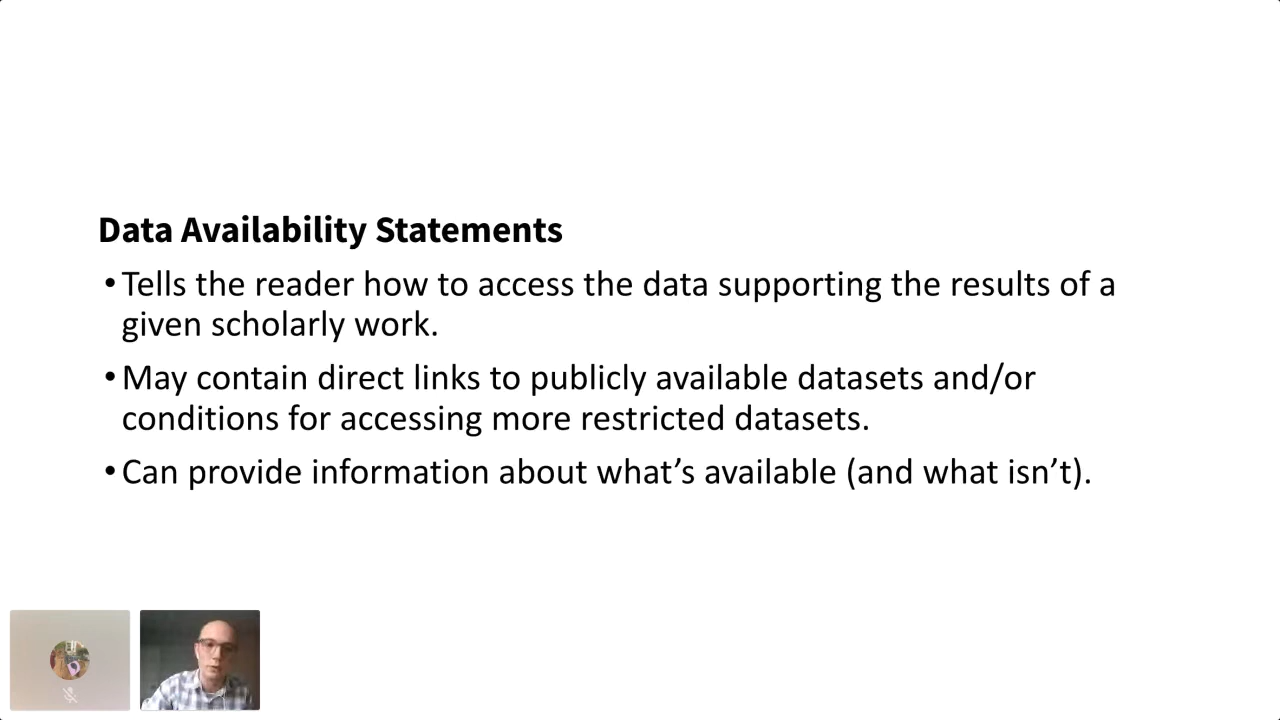 Data Availability Statements
•Tells the reader how to access the data supporting the results of a
given scholarly work.
•May contain direct links to publicly available datasets and/or
conditions for accessing more restricted datasets.
•Can provide information about what’s available (and what isn’t).